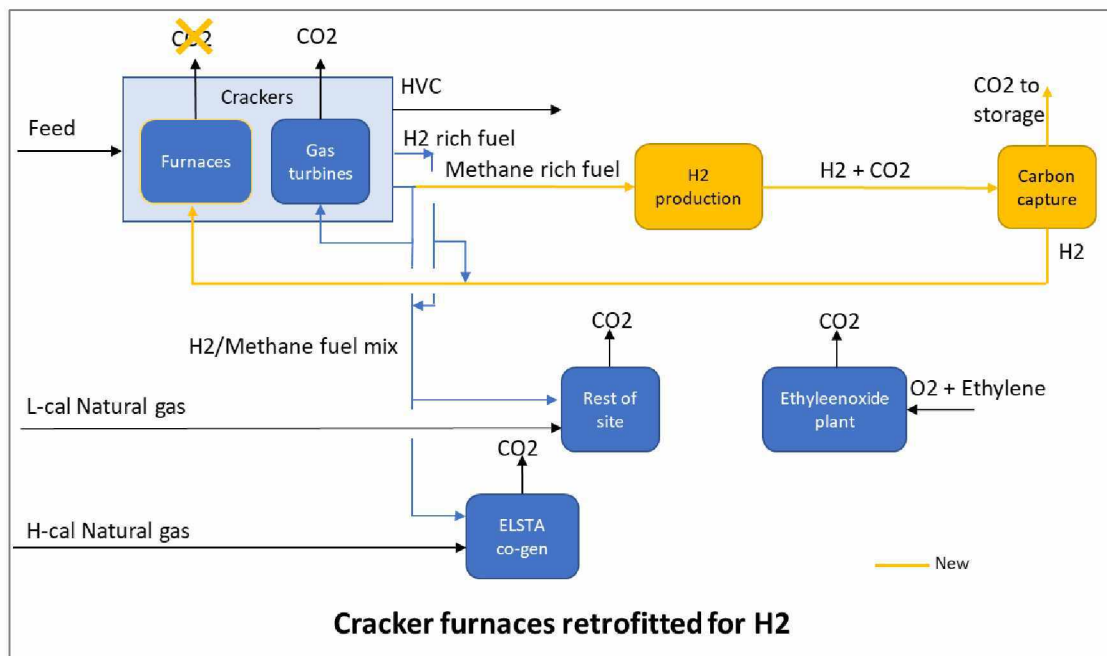 CO2
CO2
Crackers
HVC
CO2 to
storage
Feed
Furnaces
Gas
turbines
H2 rich fuel
Methane rich fuel
H2
production
H2 + CO2
Carbon
capture
H2
H2/Methane fuel mix
CO2
CO2
L-cal Natural gas
Rest of
site
Ethyleenoxide
plant
O2 + Ethylene
CO2
H-cal Natural gas
ELSTA
co-gen
New
Cracker furnaces retrofitted for H2